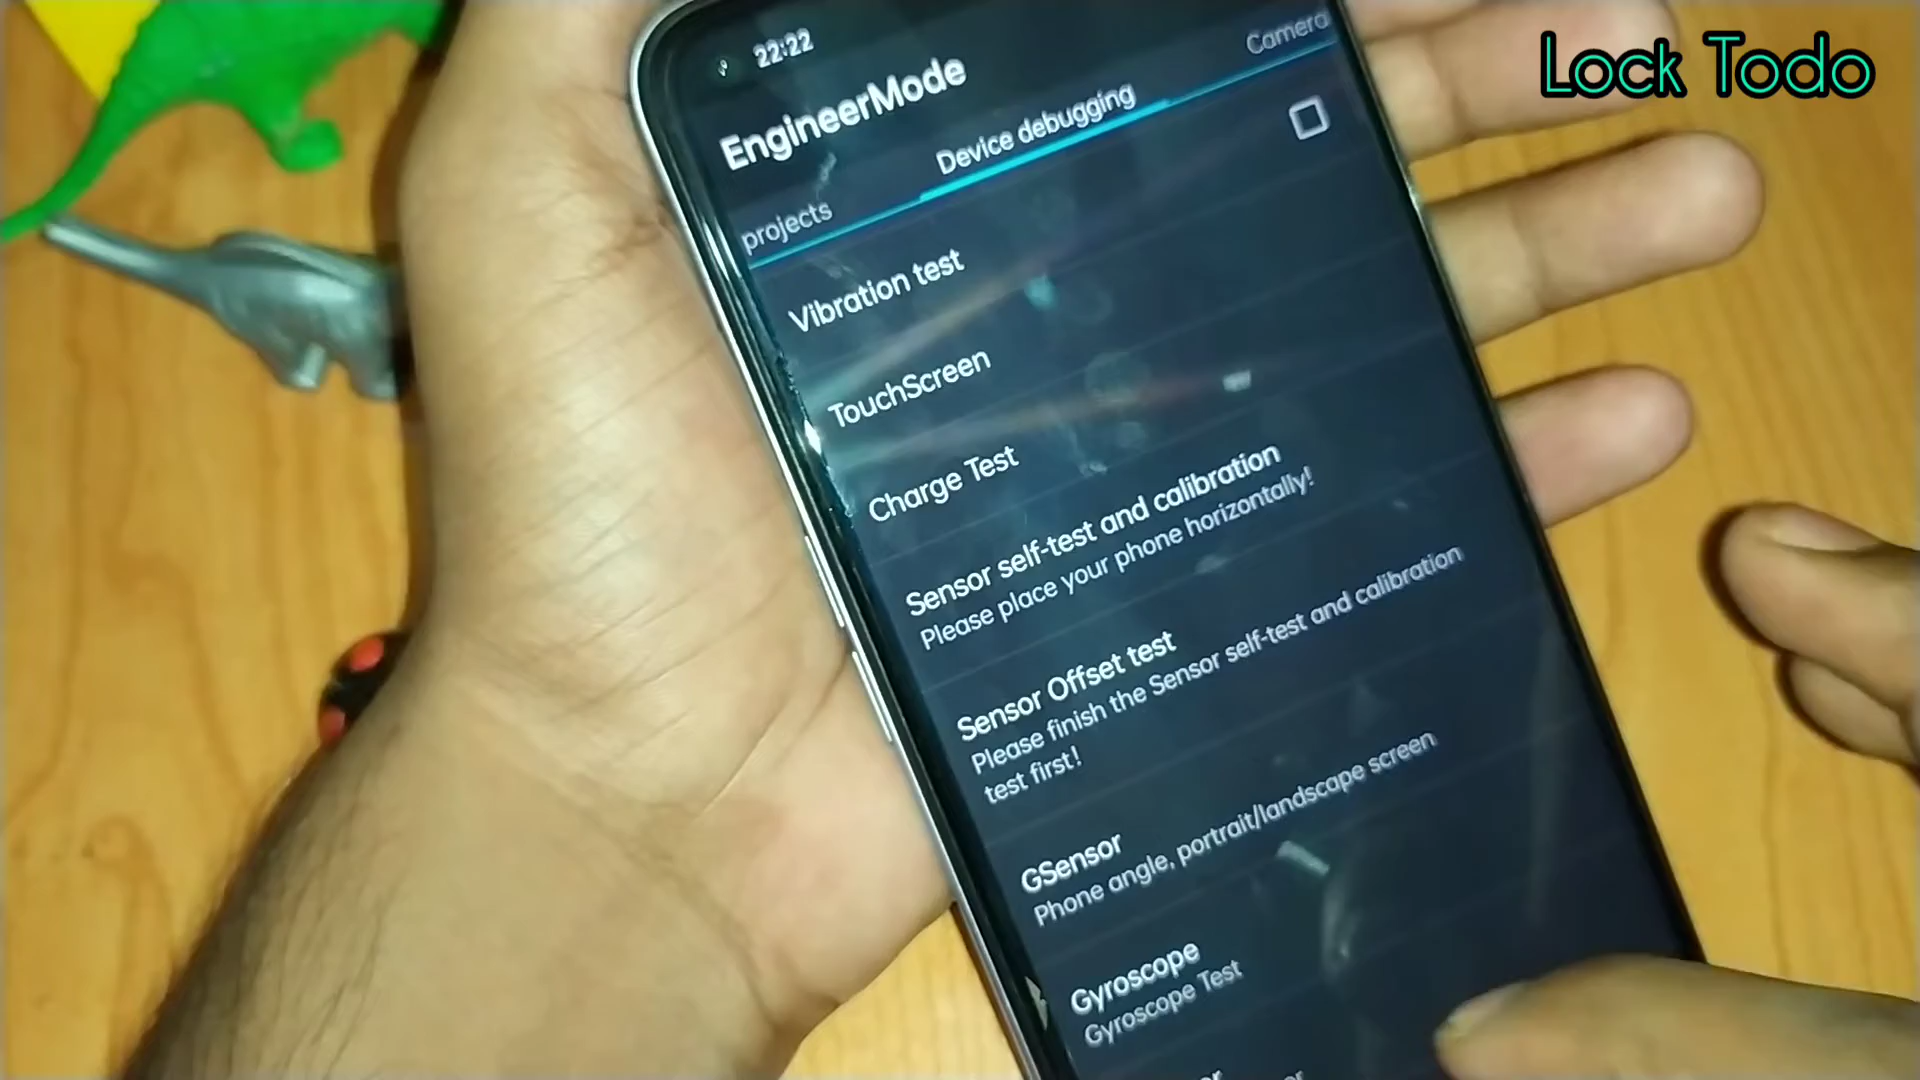 Lock Todo
22:22
EngineerMode
projects
Device debugging
Camera
Vibration test
TouchScreen
Charge Test
Sensor self-test and calibration
Please place your phone horizontally!
Sensor Offset test
Please finish the Sensor self-test and calibration
test first!
GSensor
Phone angle, portrait/landscape screen
Gyroscope
Gyroscope Test